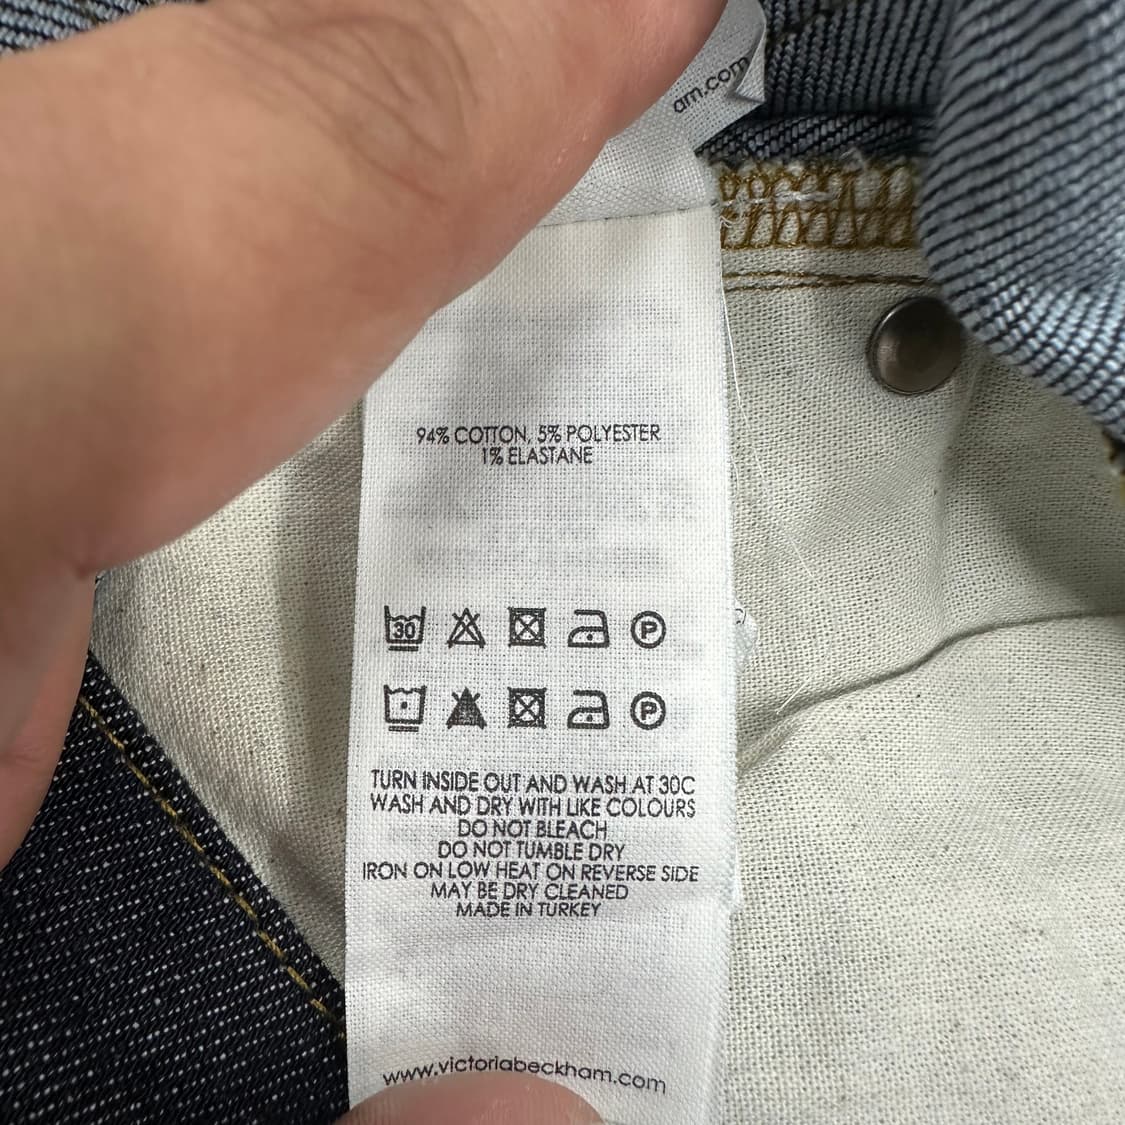 am.com
94% COTTON, 5% POLYESTER
1% ELASTANE
30 P
P
TURN INSIDE OUT AND WASH AT 30C
WASH AND DRY WITH LIKE COLOURS
DO NOT BLEACH
DO NOT TUMBLE DRY
IRON ON LOW HEAT ON REVERSE SIDE
MAY BE DRY CLEANED
MADE IN TURKEY
www.victoriabeckham.com